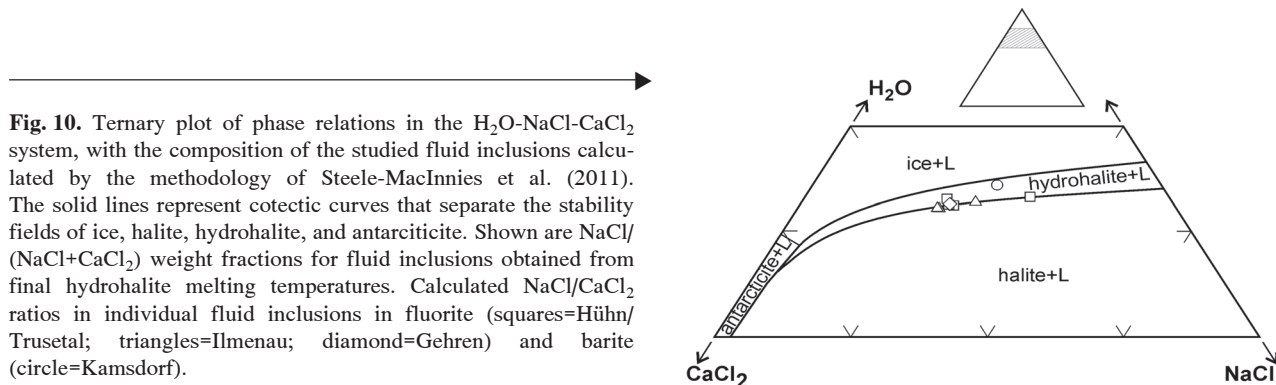 Fig. 10. Ternary plot of phase relations in the H₂O-NaCl-CaCl₂
system, with the composition of the studied fluid inclusions calcu-
lated by the methodology of Steele-MacInnies et al. (2011).
The solid lines represent cotectic curves that separate the stability
fields of ice, halite, hydrohalite, and antarciticite. Shown are NaCl/
(NaCl+CaCl₂) weight fractions for fluid inclusions obtained from
final hydrohalite melting temperatures. Calculated NaCl/CaCl₂
ratios in individual fluid inclusions in fluorite (squares=Hühn/
Trusetal; triangles=Ilmenau; diamond=Gehren) and barite
(circle=Kamsdorf).
H₂O
ice+L
hydrohalite+L
antarcticite+L
halite+L
CaCl₂
NaCl